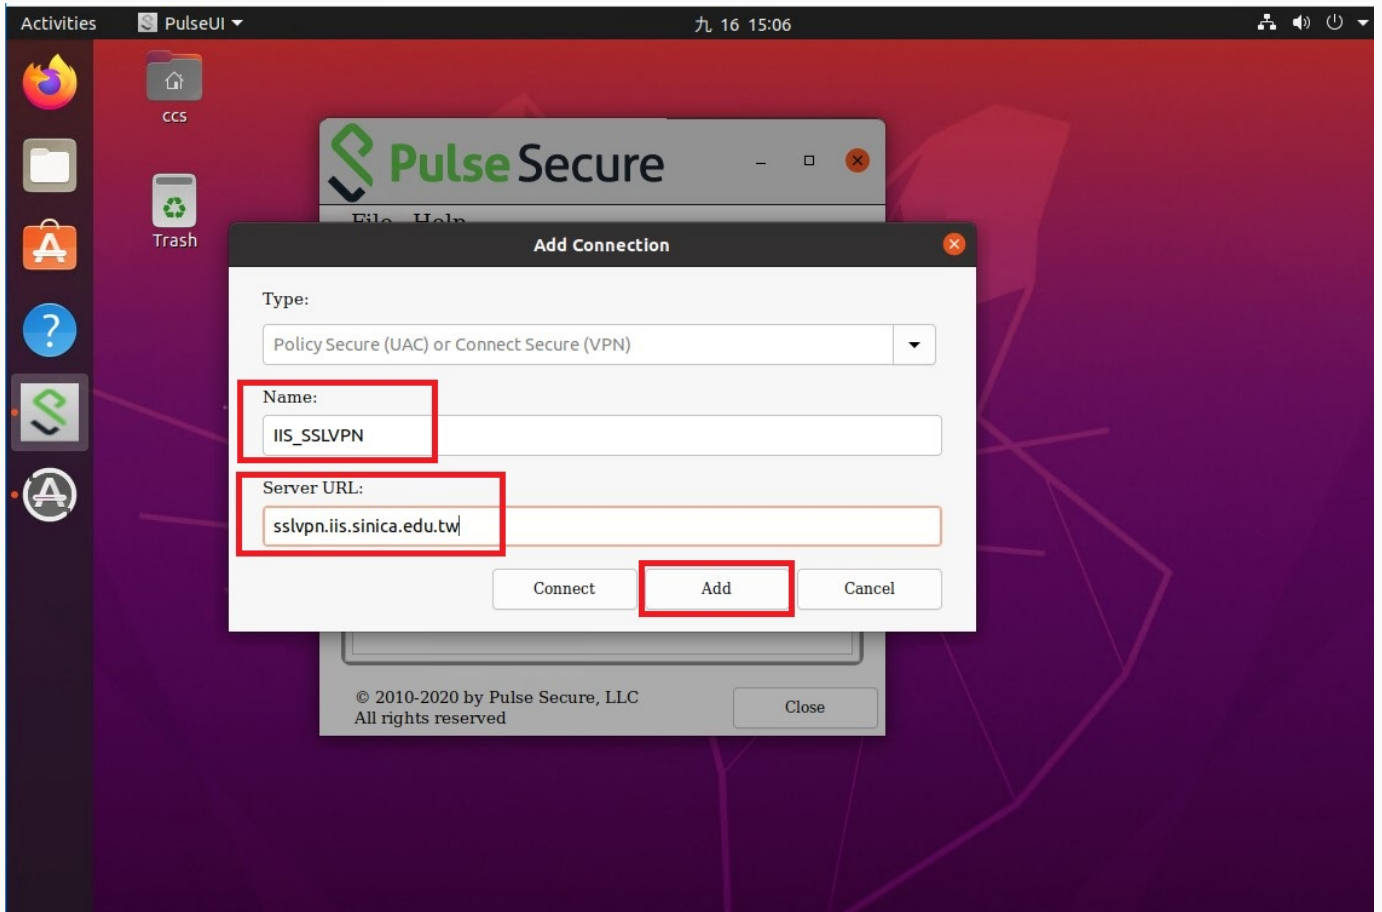 Activities
PulseUI
九 16 15:06
ccs
Trash
Pulse Secure
File Help
Add Connection
Type:
Policy Secure (UAC) or Connect Secure (VPN)
Name:
IIS_SSLVPN
Server URL:
sslvpn.iis.sinica.edu.tw
Connect
Add
Cancel
© 2010-2020 by Pulse Secure, LLC
All rights reserved
Close